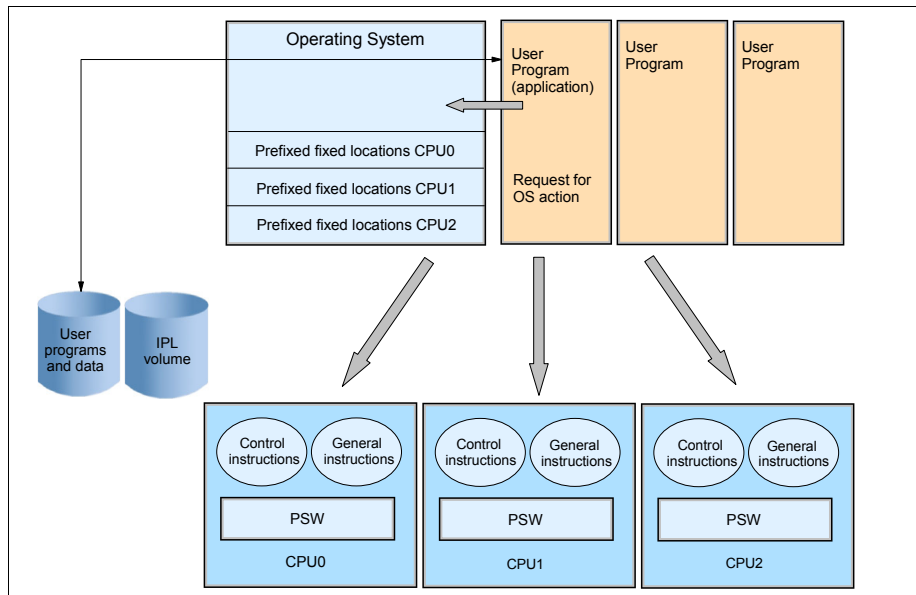 Operating System
Prefixed fixed locations CPU0
Prefixed fixed locations CPU1
Prefixed fixed locations CPU2
User
Program
(application)
Request for
OS action
User
Program
User
Program
User
programs
and data
IPL
volume
Control
instructions
General
instructions
PSW
CPU0
Control
instructions
General
instructions
PSW
CPU1
Control
instructions
General
instructions
PSW
CPU2